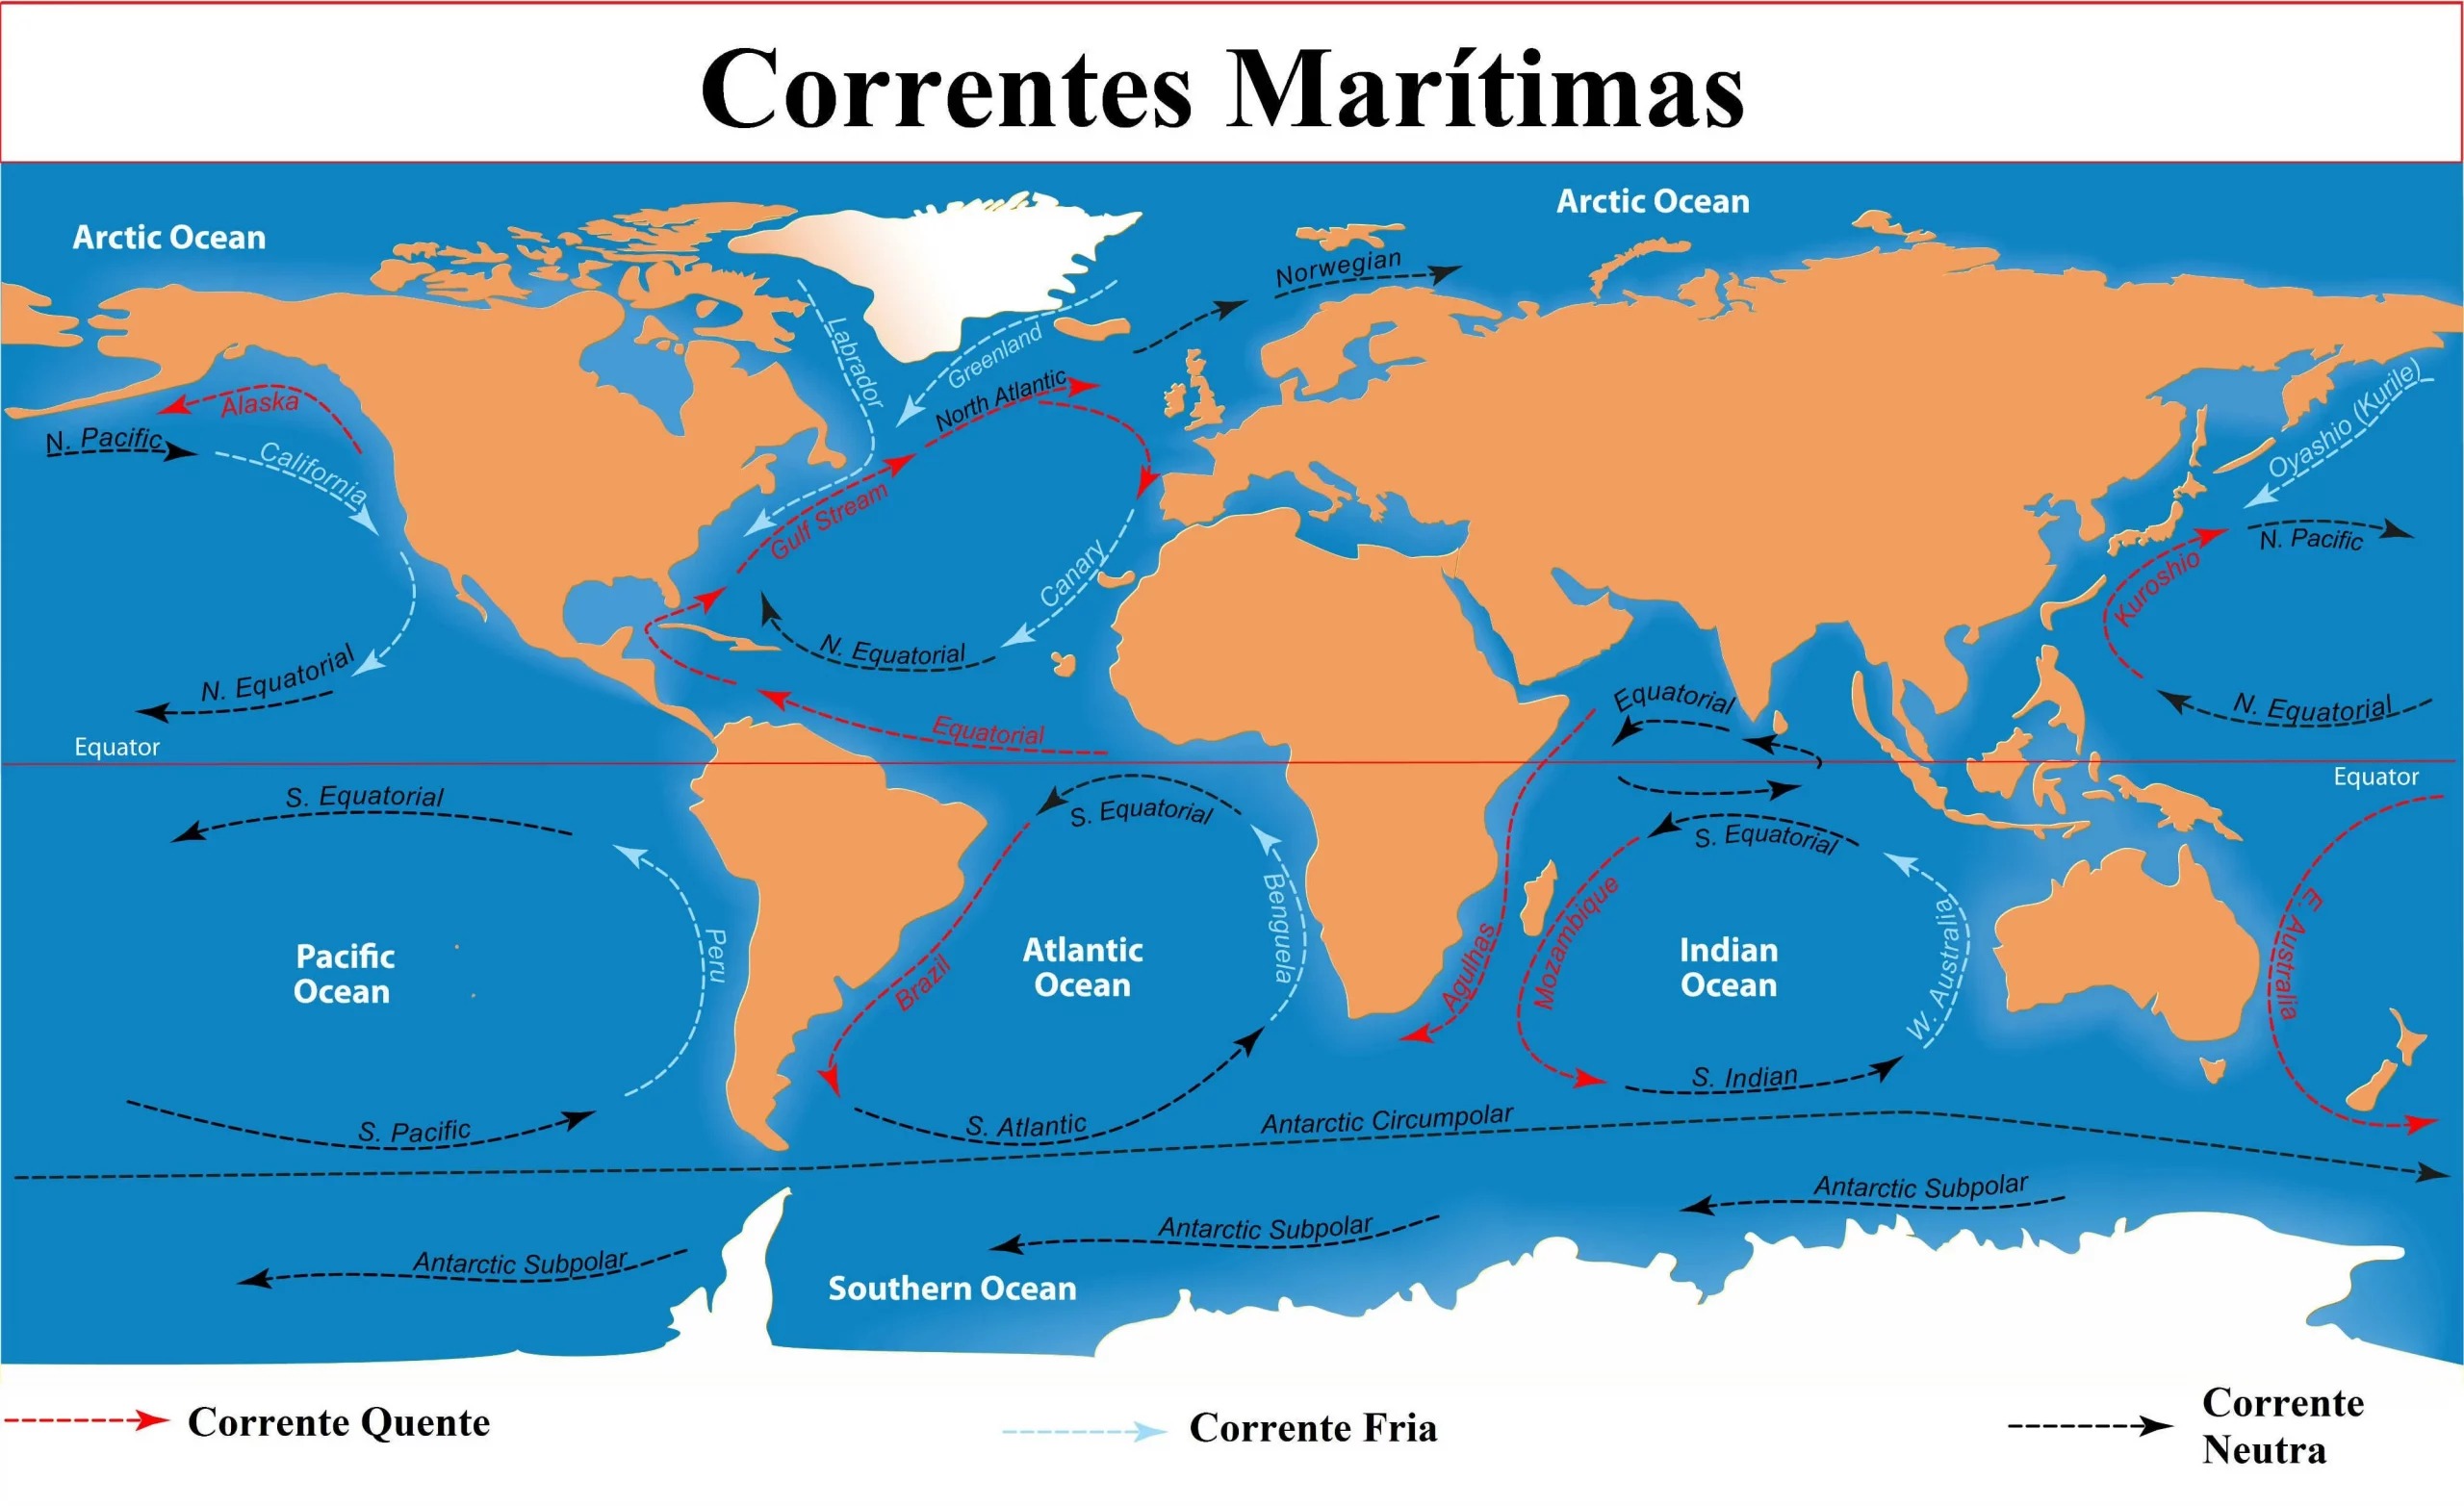 Correntes Marítimas
Arctic Ocean
Arctic Ocean
Norwegian
Labrador
Greenland
North Atlantic
Alaska
N. Pacific
California
Oyashio (Kurile)
Gulf Stream
N. Pacific
Canary
Kuroshio
N. Equatorial
N. Equatorial
Equatorial
N. Equatorial
Equatorial
Equator
Equator
S. Equatorial
S. Equatorial
S. Equatorial
Peru
Pacific
Ocean
Brazil
Atlantic
Ocean
Benguela
Agulhas
Mozambique
Indian
Ocean
W. Australia
E. Australia
S. Pacific
S. Atlantic
S. Indian
Antarctic Circumpolar
Antarctic Subpolar
Antarctic Subpolar
Antarctic Subpolar
Southern Ocean
Corrente Quente
Corrente Fria
Corrente
Neutra